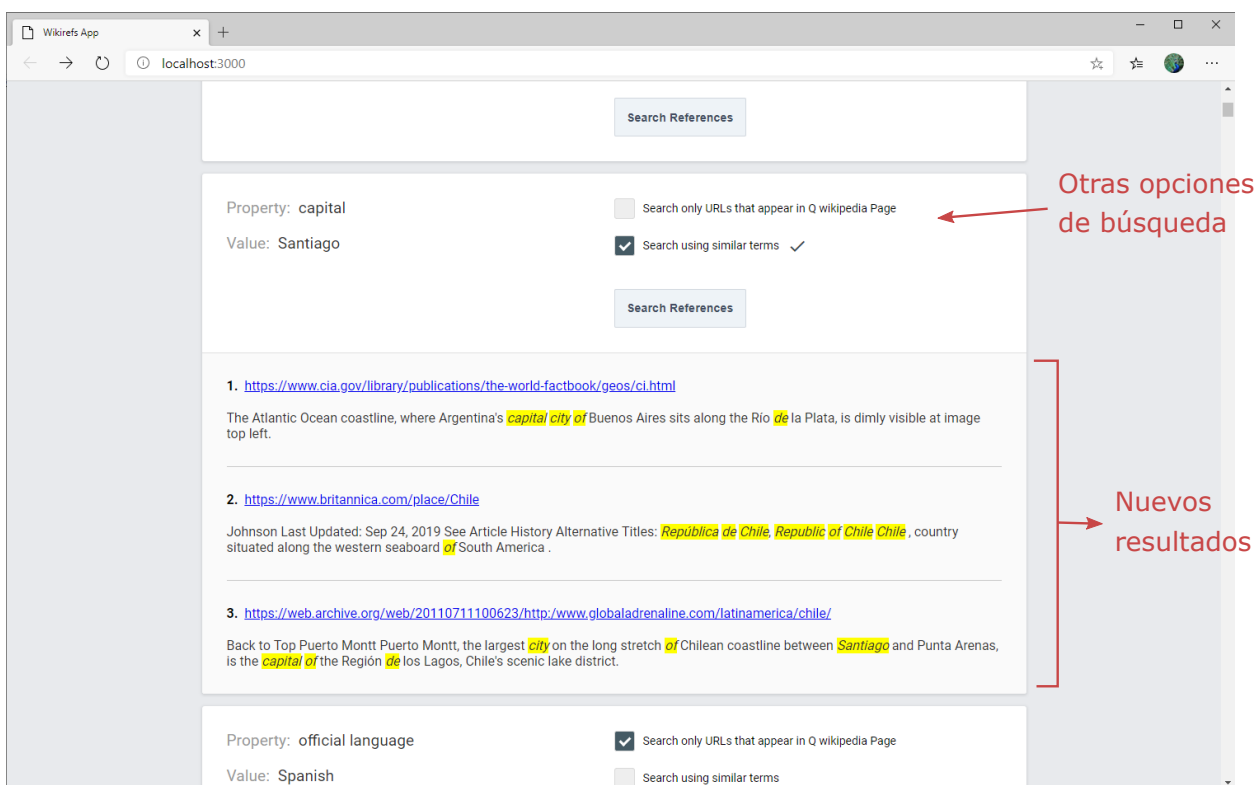 Wikirefs App
localhost:3000
Search References
Property: capital
Search only URLs that appear in Q wikipedia Page
Value: Santiago
Search using similar terms
Search References
Otras opciones
de búsqueda
1. https://www.cia.gov/library/publications/the-world-factbook/geos/ci.html
The Atlantic Ocean coastline, where Argentina's capital city of Buenos Aires sits along the Río de la Plata, is dimly visible at image
top left.
2. https://www.britannica.com/place/Chile
Johnson Last Updated: Sep 24, 2019 See Article History Alternative Titles: República de Chile, Republic of Chile Chile , country
situated along the western seaboard of South America .
3. https://web.archive.org/web/20110711100623/http:/www.globaladrenaline.com/latinamerica/chile/
Back to Top Puerto Montt Puerto Montt, the largest city on the long stretch of Chilean coastline between Santiago and Punta Arenas,
is the capital of the Región de los Lagos, Chile's scenic lake district.
Nuevos
resultados
Property: official language
Search only URLs that appear in Q wikipedia Page
Value: Spanish
Search using similar terms